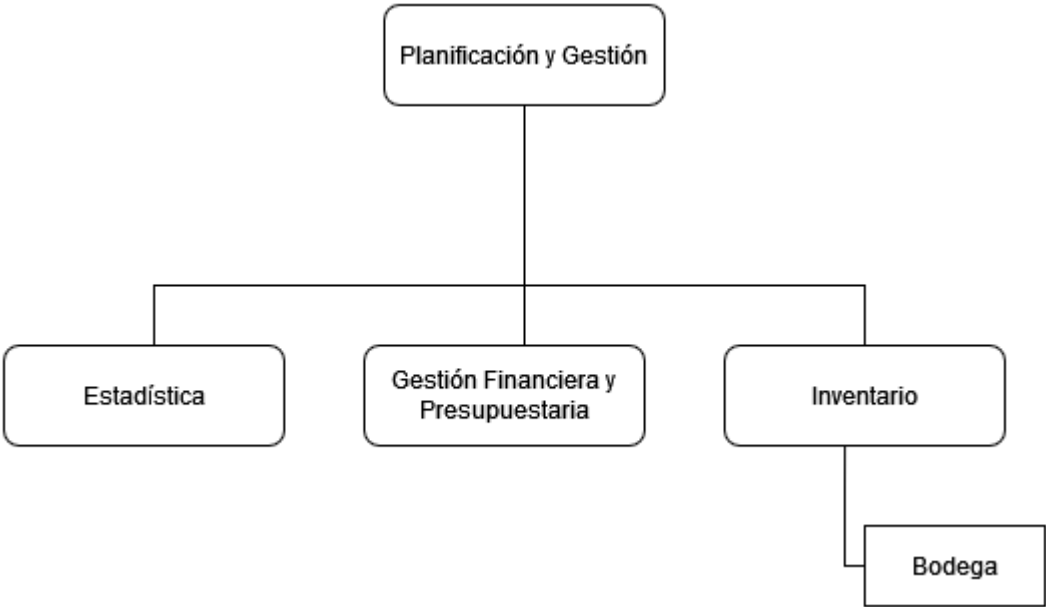 Planificación y Gestión
Estadística
Gestión Financiera y
Presupuestaria
Inventario
Bodega